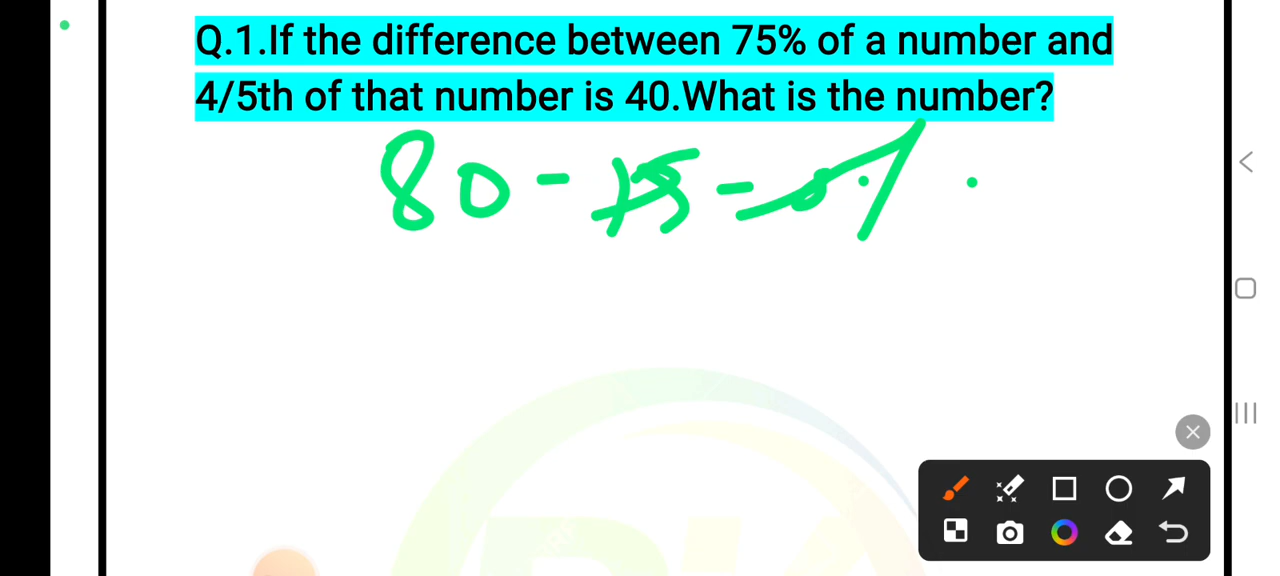 Q.1.If the difference between 75% of a number and
4/5th of that number is 40.What is the number?
80 - 75 =